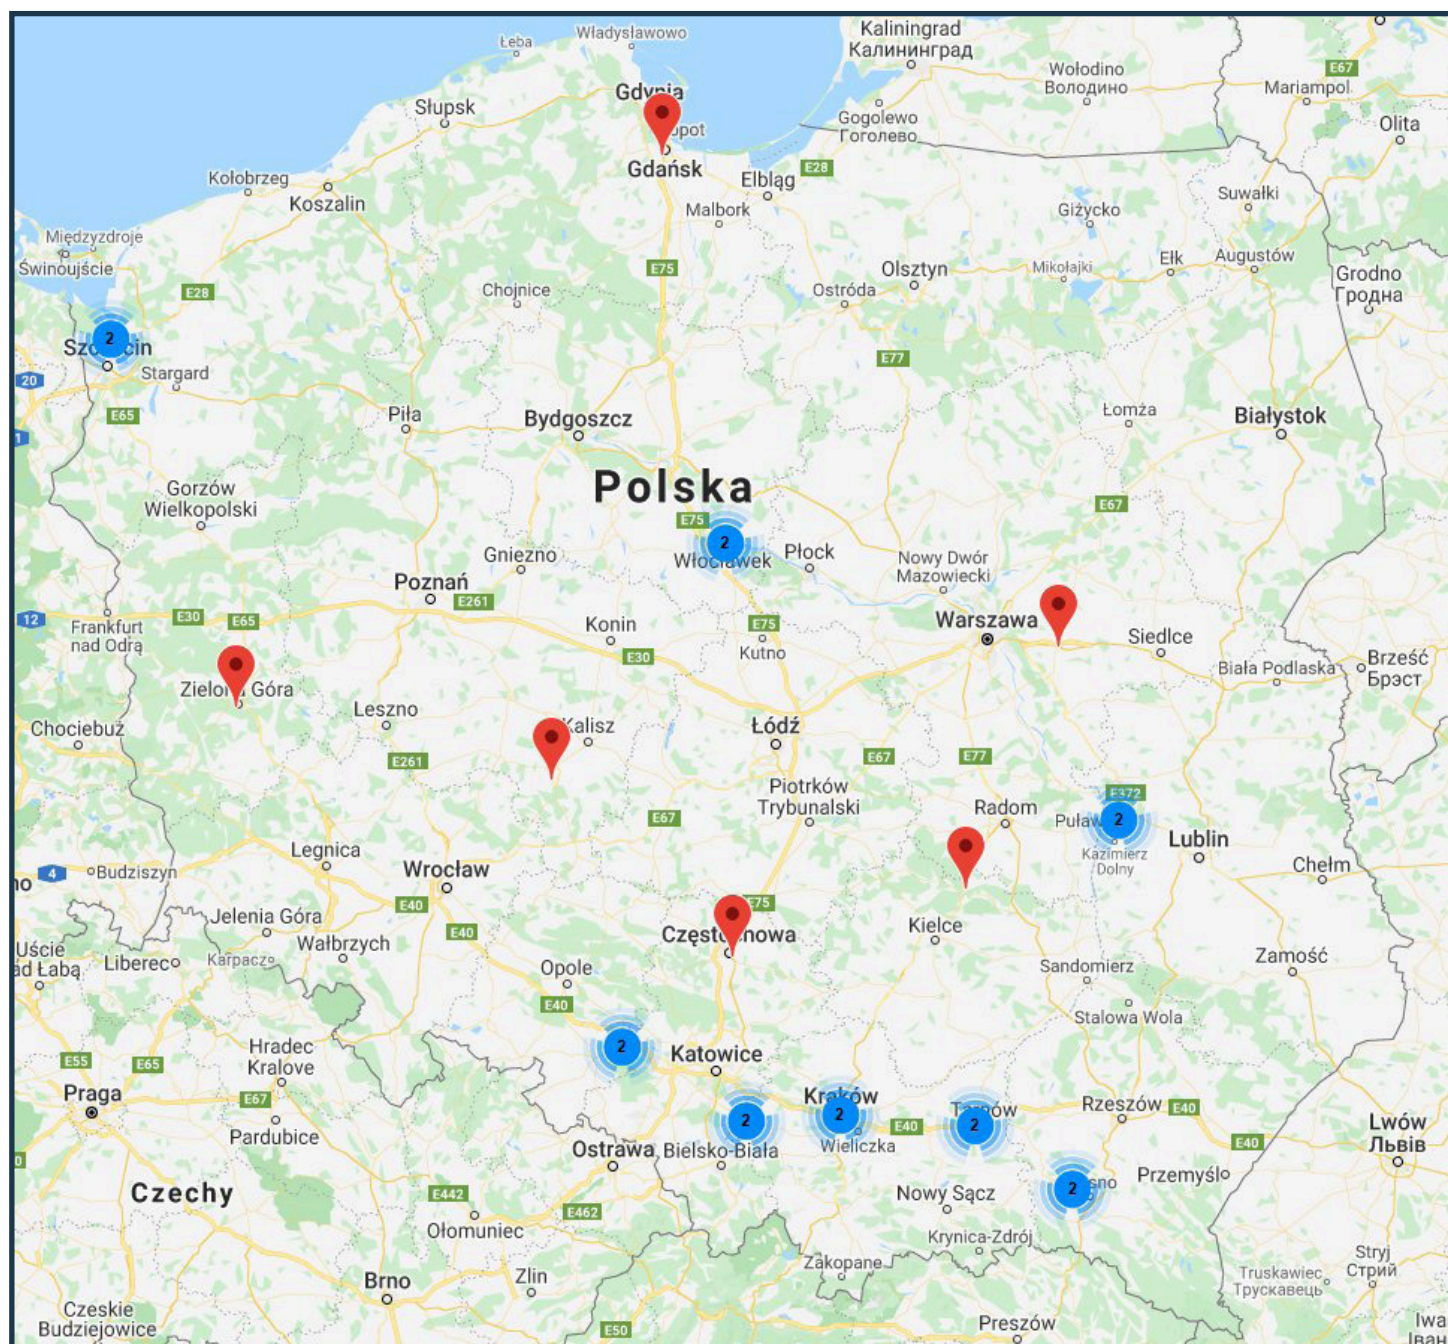 Kaliningrad
Калининград
Władysławowo
Łeba
Gdynia
E67
Wołodino
Володино
Mariampol
Słupsk
Gogolewo
Гоголево
Olita
Gdańsk
E28
Elbląg
Kołobrzeg
Koszalin
Malbork
Giżycko
Suwałki
Międzyzdroje
Świnoujście
E75
Olsztyn
Mikołajki
Ełk
Augustów
Grodno
Гродна
E28
Chojnice
Ostróda
2
Stargard
E77
20
E65
Piła
Bydgoszcz
Łomża
Białystok
Polska
Gorzów
Wielkopolski
E67
E75
2
Włocławek
Płock
Gniezno
Nowy Dwór
Mazowiecki
Poznań
E261
12
Frankfurt
nad Odrą
E30
E65
Konin
E75
Kutno
E30
Warszawa
Siedlce
Biała Podlaska
Brześć
Брэст
Zielona Góra
Leszno
Kalisz
Łódź
Chociebuż
E261
E67
E77
Piotrków
Trybunalski
Radom
E372
2
Kazimierz
Dolny
Lublin
E67
Legnica
Wrocław
Chełm
4
Budziszyn
E40
E75
Jelenia Góra
Kielce
Częstochowa
E40
Wałbrzych
Uście
Liberec
Karpacz
Opole
Sandomierz
Zamość
E40
Stalowa Wola
2
Hradec
Kralove
E55
E65
Katowice
Praga
E67
Kraków
2
2
2
Tarnów
Rzeszów
E40
E40
Wieliczka
Lwów
Львів
Pardubice
Ostrawa
Bielsko-Biała
E40
Przemyśl
Czechy
E442
Ołomuniec
E462
Nowy Sącz
2
Krynica-Zdrój
Zakopane
Stryj
Стрий
Truskawiec
Трускавець
Brno
Zlin
Czeskie
Budziejowice
E50
Preszów